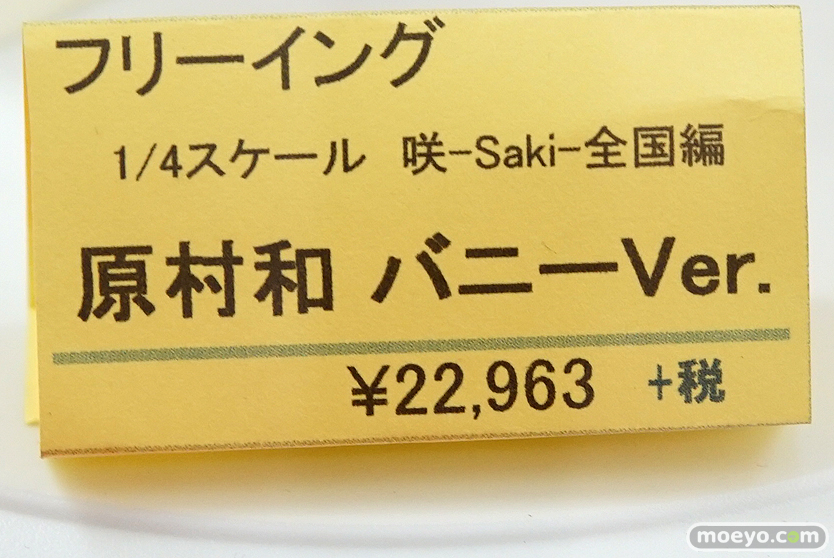 フリーイング
1/4スケール 咲-Saki-全国編
原村和 バニーVer.
¥22,963 +税
moeyo.com